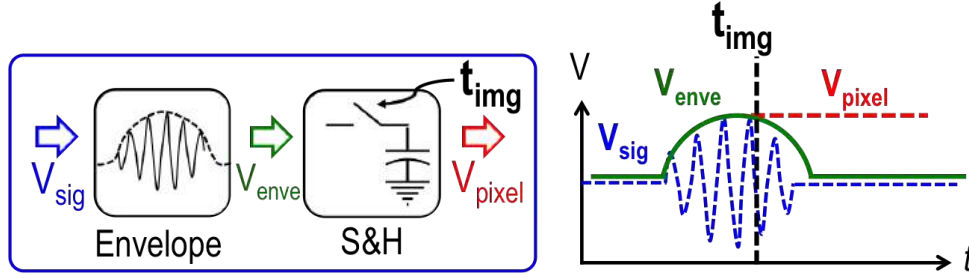 t_img
V_sig
V_enve
V_pixel
Envelope
S&H
t_img
V
V_enve
V_pixel
V_sig
t